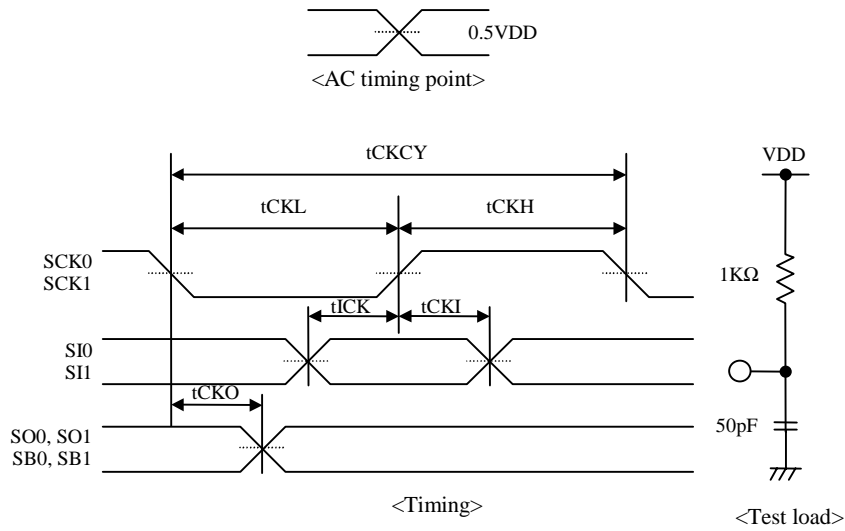 0.5VDD
<AC timing point>
tCKCY
VDD
tCKL
tCKH
SCK0
SCK1
1KΩ
tICK
tCKI
SI0
SI1
tCKO
50pF
SO0, SO1
SB0, SB1
<Timing>
<Test load>